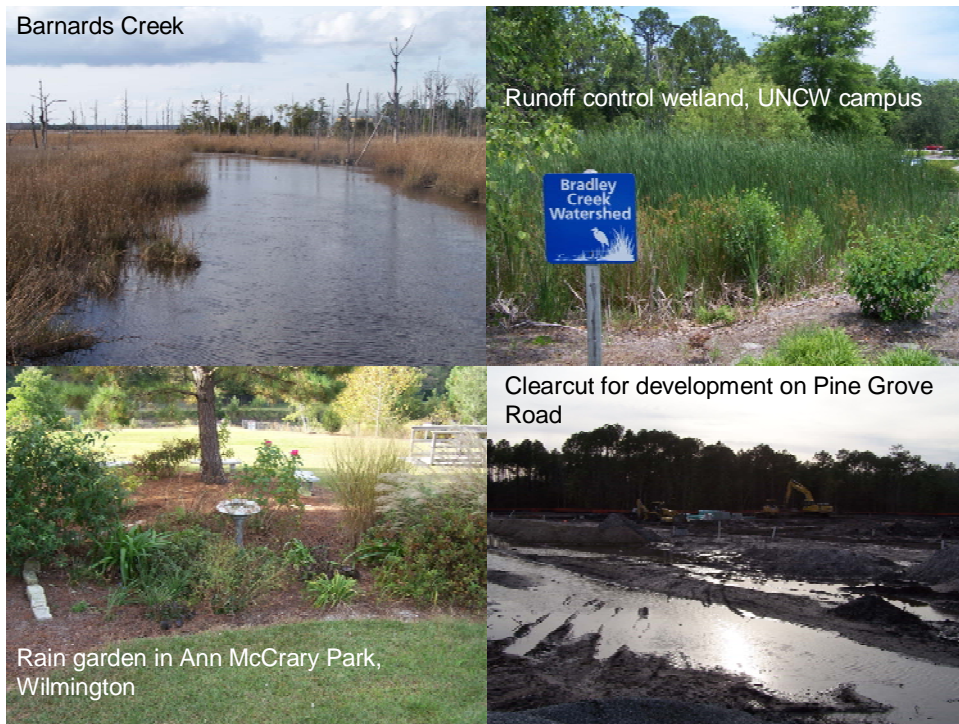 Barnards Creek
Runoff control wetland, UNCW campus
Bradley
Creek
Watershed
Rain garden in Ann McCrary Park,
Wilmington
Clearcut for development on Pine Grove
Road